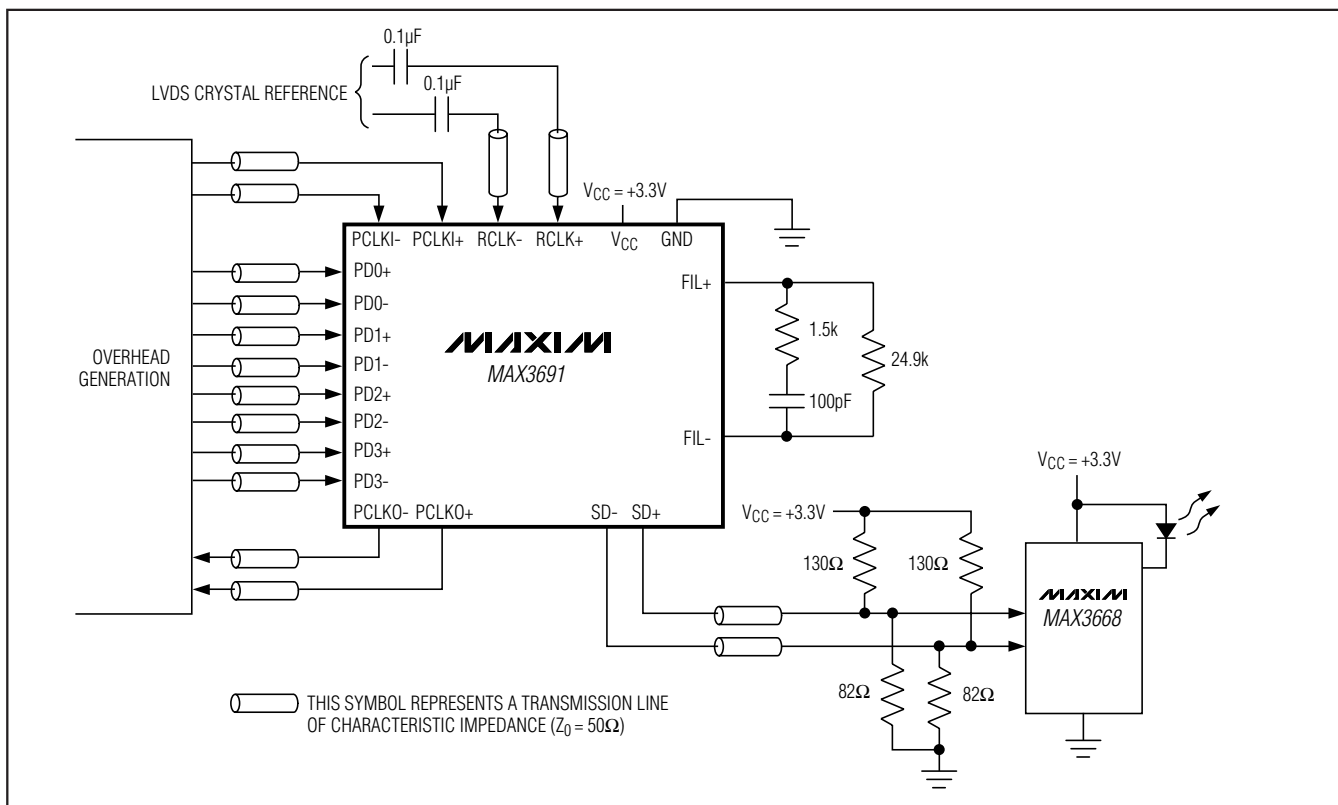 0.1µF
0.1µF
LVDS CRYSTAL REFERENCE
VCC = +3.3V
PCLKI- PCLKI+ RCLK- RCLK+ VCC GND
PD0+
PD0-
PD1+
PD1-
PD2+
PD2-
PD3+
PD3-
OVERHEAD
GENERATION
MAXIM
MAX3691
FIL+
1.5k
24.9k
100pF
FIL-
PCLKO- PCLKO+ SD- SD+
VCC = +3.3V
VCC = +3.3V
130Ω
130Ω
MAXIM
MAX3668
82Ω
82Ω
THIS SYMBOL REPRESENTS A TRANSMISSION LINE
OF CHARACTERISTIC IMPEDANCE (Z0 = 50Ω)